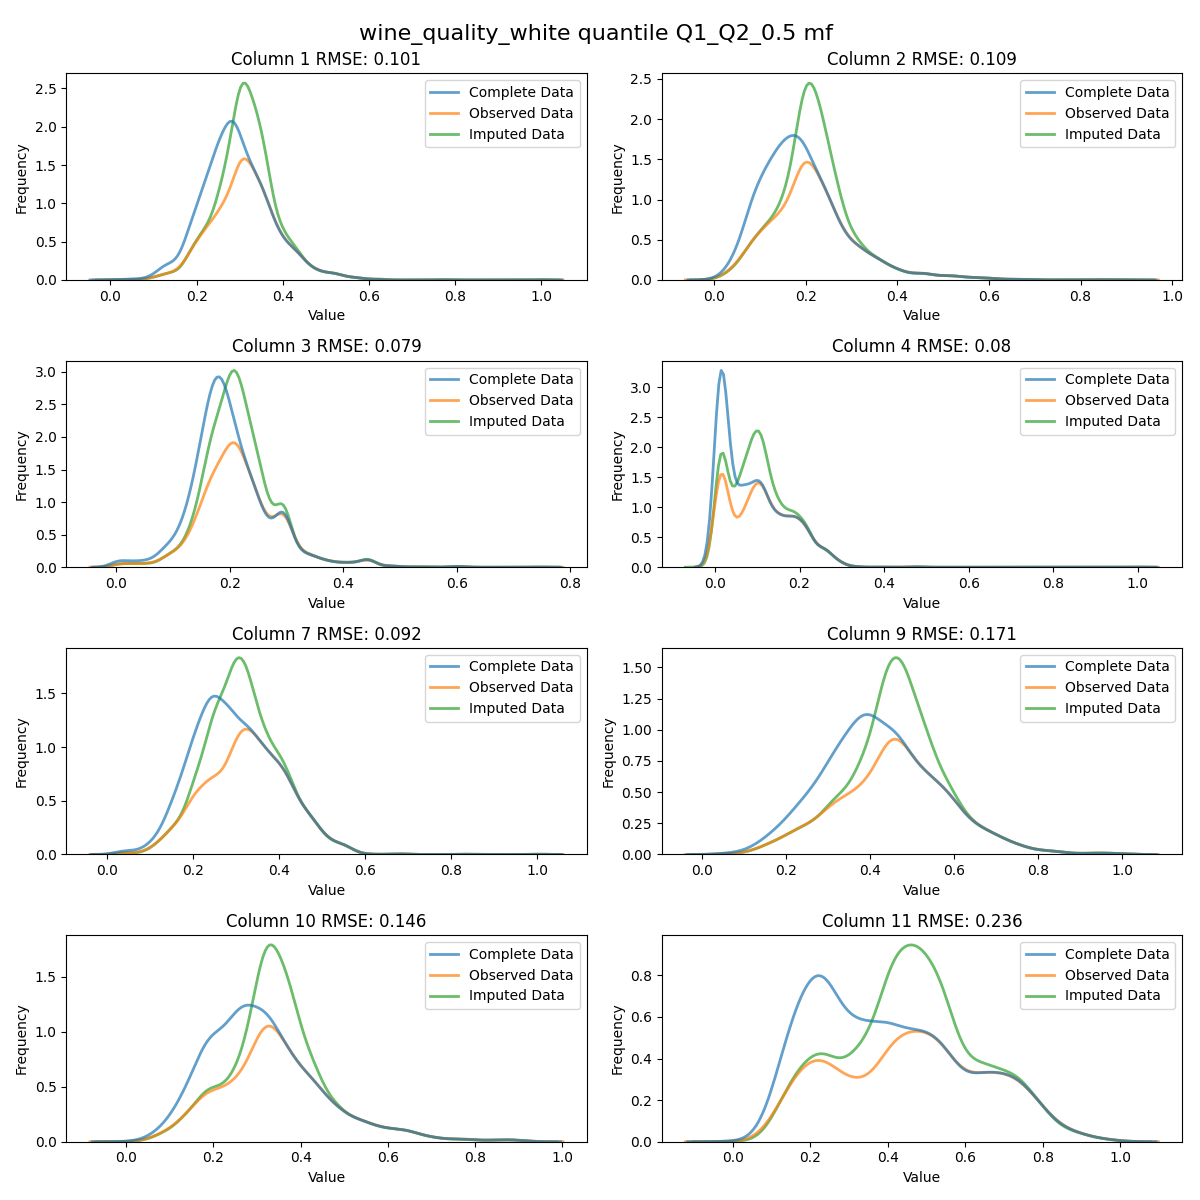 wine_quality_white quantile Q1_Q2_0.5 mf
Column 1 RMSE: 0.101
Frequency
2.5
2.0
1.5
1.0
0.5
0.0
Complete Data
Observed Data
Imputed Data
0.0 0.2 0.4 0.6 0.8 1.0
Value
Column 2 RMSE: 0.109
Frequency
2.5
2.0
1.5
1.0
0.5
0.0
Complete Data
Observed Data
Imputed Data
0.0 0.2 0.4 0.6 0.8 1.0
Value
Column 3 RMSE: 0.079
Frequency
3.0
2.5
2.0
1.5
1.0
0.5
0.0
Complete Data
Observed Data
Imputed Data
0.0 0.2 0.4 0.6 0.8
Value
Column 4 RMSE: 0.08
Frequency
3.0
2.5
2.0
1.5
1.0
0.5
0.0
Complete Data
Observed Data
Imputed Data
0.0 0.2 0.4 0.6 0.8 1.0
Value
Column 7 RMSE: 0.092
Frequency
1.5
1.0
0.5
0.0
Complete Data
Observed Data
Imputed Data
0.0 0.2 0.4 0.6 0.8 1.0
Value
Column 9 RMSE: 0.171
Frequency
1.50
1.25
1.00
0.75
0.50
0.25
0.00
Complete Data
Observed Data
Imputed Data
0.0 0.2 0.4 0.6 0.8 1.0
Value
Column 10 RMSE: 0.146
Frequency
1.5
1.0
0.5
0.0
Complete Data
Observed Data
Imputed Data
0.0 0.2 0.4 0.6 0.8 1.0
Value
Column 11 RMSE: 0.236
Frequency
0.8
0.6
0.4
0.2
0.0
Complete Data
Observed Data
Imputed Data
0.0 0.2 0.4 0.6 0.8 1.0
Value